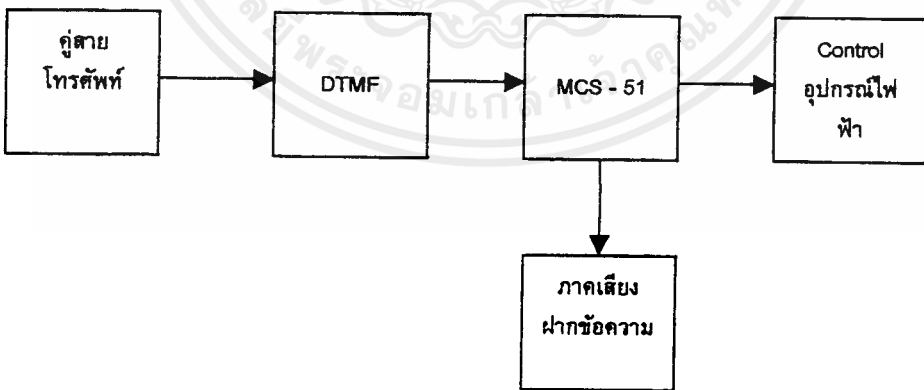 คู่สาย
โทรศัพท์
DTMF
MCS - 51
Control
อุปกรณ์ไฟ
ฟ้า
ภาคเสียง
ฝากข้อความ